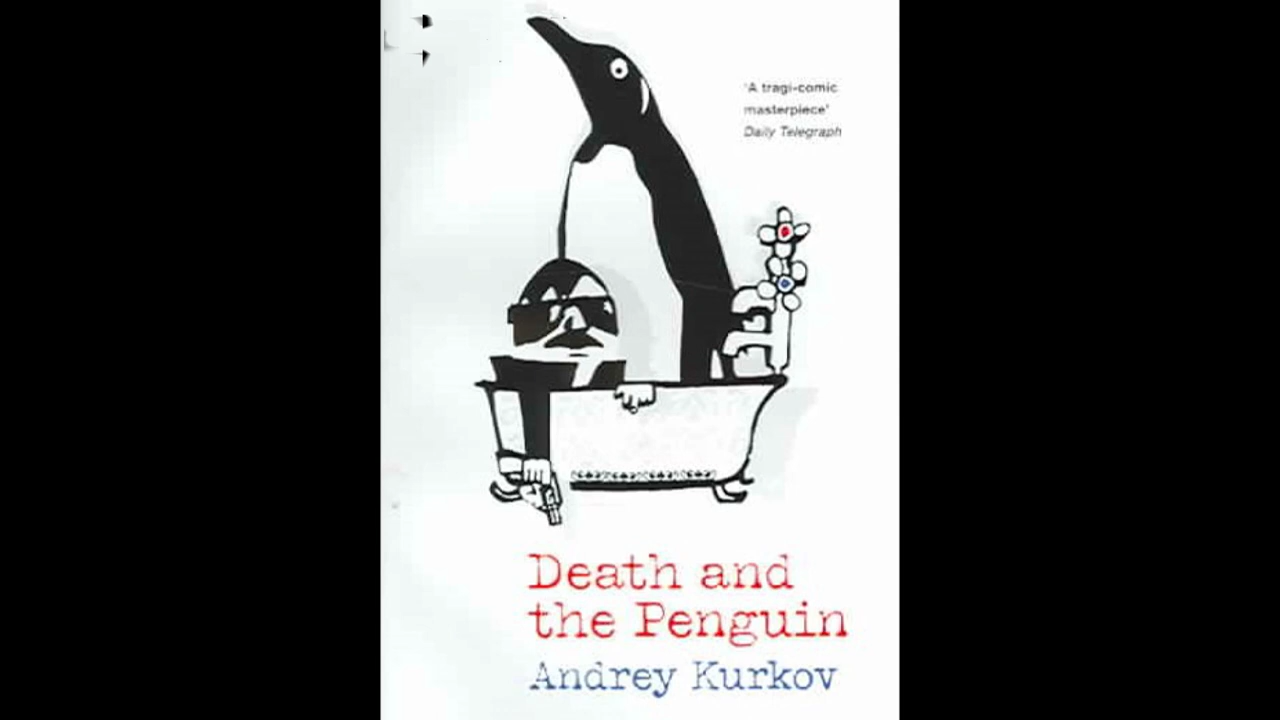 'A tragi-comic
masterpiece'
Daily Telegraph
Death and
the Penguin
Andrey Kurkov